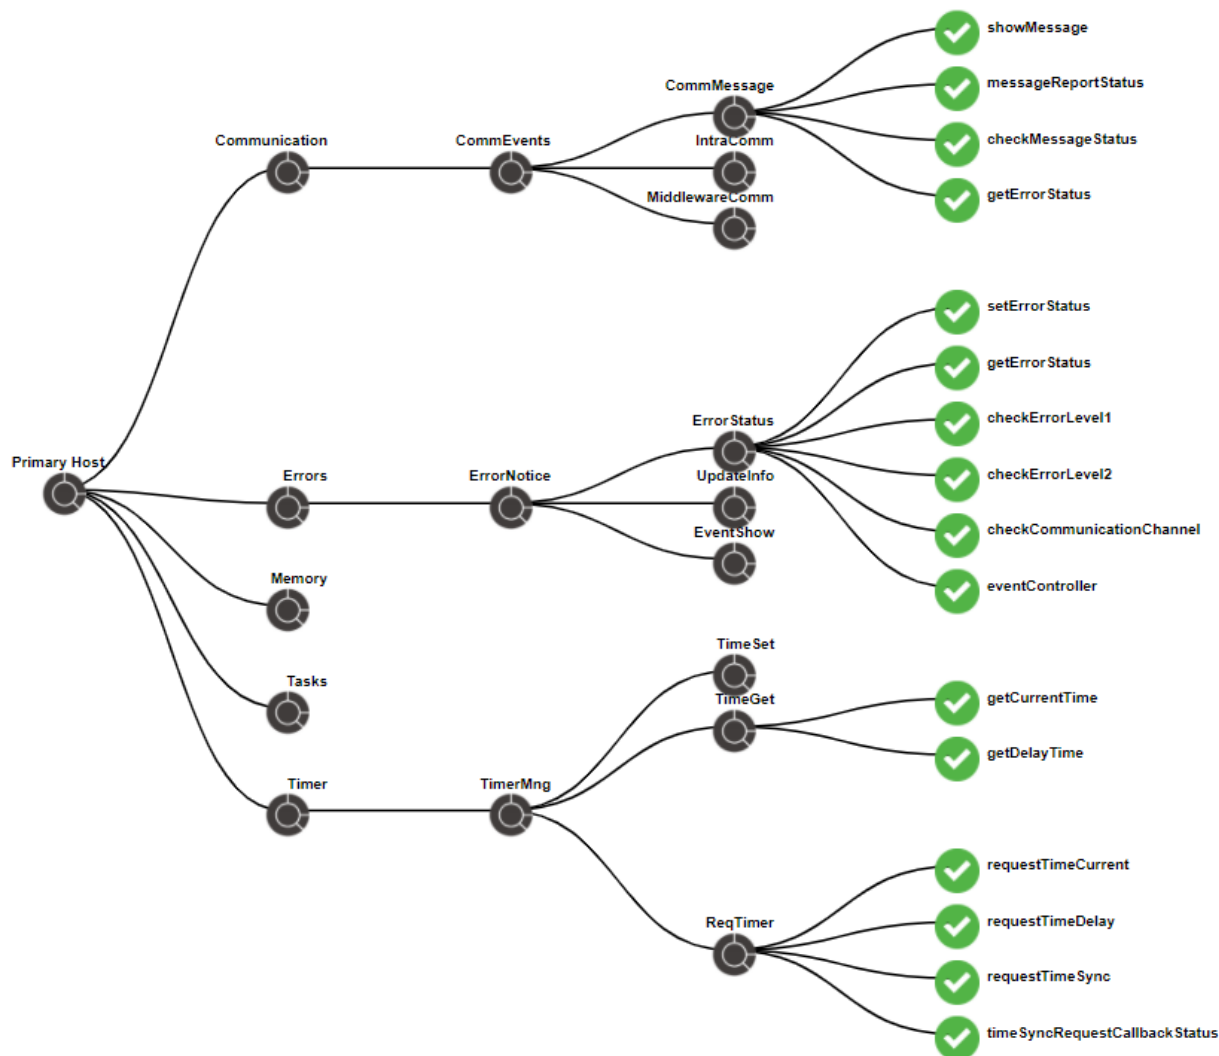 showMessage
CommMessage
messageReportStatus
Communication
CommEvents
IntraComm
checkMessageStatus
MiddlewareComm
getErrorStatus
setErrorStatus
getErrorStatus
ErrorStatus
checkErrorLevel1
Primary Host
Errors
ErrorNotice
UpdateInfo
checkErrorLevel2
EventShow
checkCommunicationChannel
Memory
eventController
TimeSet
Tasks
TimeGet
getCurrentTime
getDelayTime
Timer
TimerMng
requestTimeCurrent
ReqTimer
requestTimeDelay
requestTimeSync
timeSyncRequestCallbackStatus